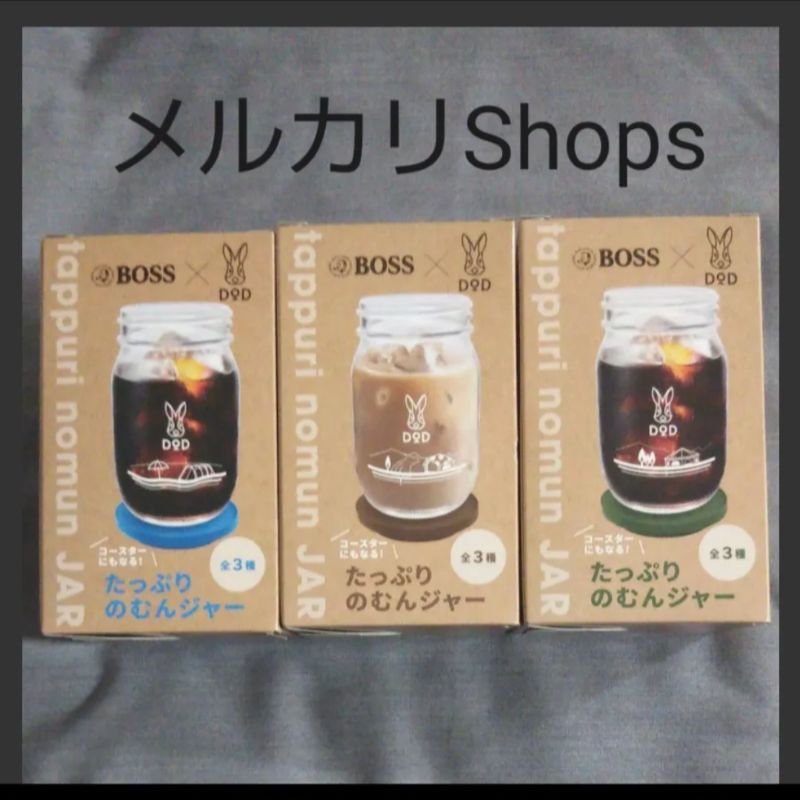 メルカリShops
tappuri nomun JAR
BOSS × DOD
DOD
コースター
にもなる!
全3種
たっぷり
のむんジャー
tappuri nomun JAR
BOSS × DOD
DOD
コースター
にもなる!
全3種
たっぷり
のむんジャー
tappuri nomun JAR
BOSS × DOD
DOD
コースター
にもなる!
全3種
たっぷり
のむんジャー